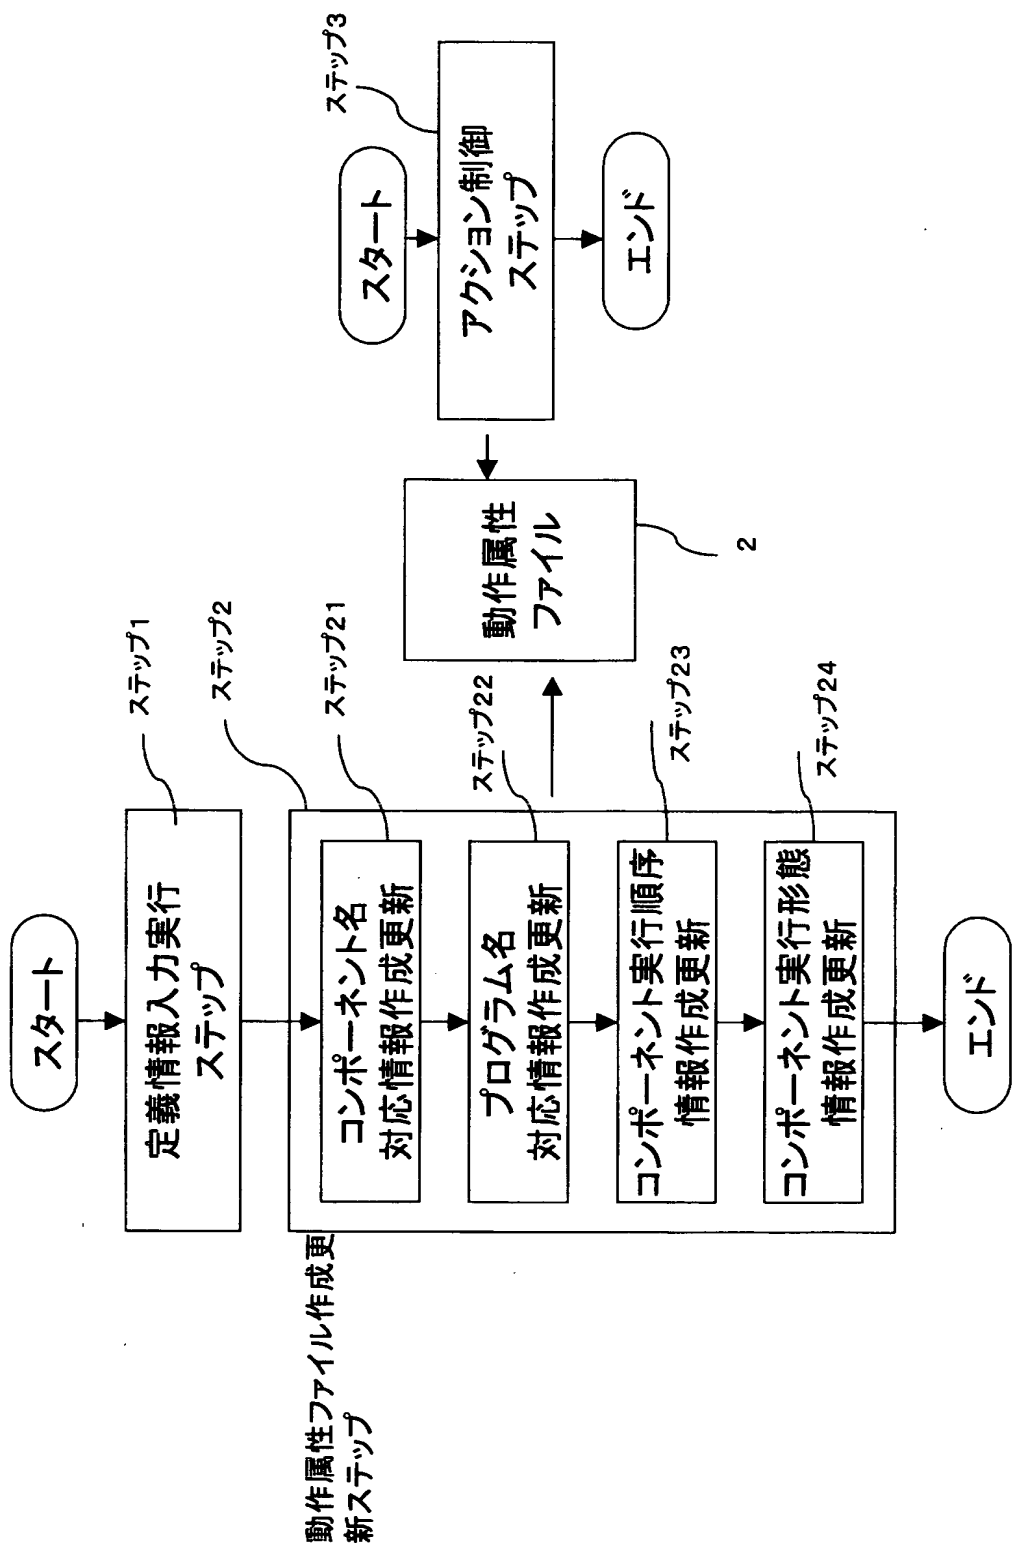 スタート
定義情報入力実行
ステップ
ステップ1
動作属性ファイル作成更
新ステップ
ステップ2
コンポーネント名
対応情報作成更新
ステップ21
プログラム名
対応情報作成更新
ステップ22
コンポーネント実行順序
情報作成更新
ステップ23
コンポーネント実行形態
情報作成更新
ステップ24
エンド
動作属性
ファイル
2
スタート
アクション制御
ステップ
ステップ3
エンド